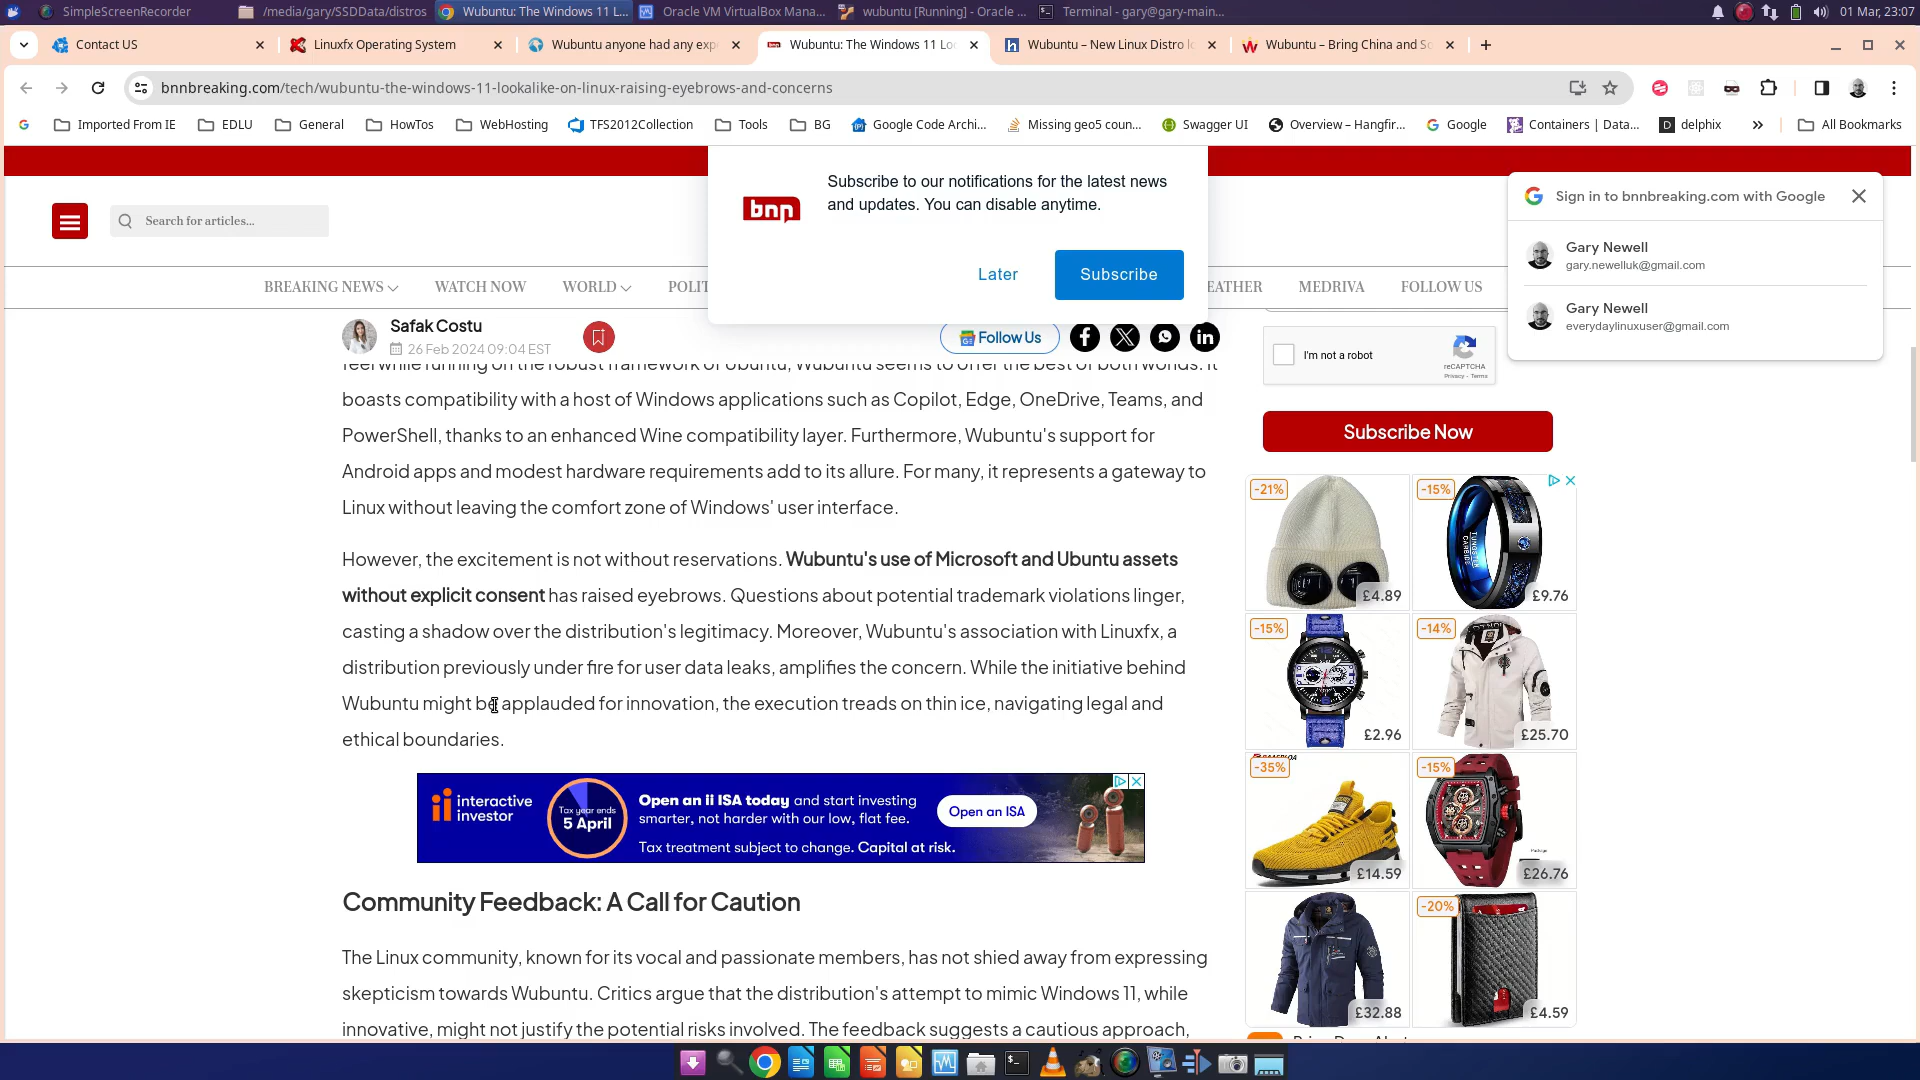 SimpleScreenRecorder
/media/gary/SSDData/distros
Wubuntu: The Windows 11 L...
Oracle VM VirtualBox Mana...
wubuntu [Running] - Oracle ...
Terminal - gary@gary-main...
01 Mar, 23:07
Contact US
Linuxfx Operating System
Wubuntu anyone had any exp
Wubuntu: The Windows 11 Loo
Wubuntu – New Linux Distro lo
Wubuntu – Bring China and So
bnnbreaking.com/tech/wubuntu-the-windows-11-lookalike-on-linux-raising-eyebrows-and-concerns
Imported From IE
EDLU
General
HowTos
WebHosting
TFS2012Collection
Tools
BG
Google Code Archi...
Missing geo5 coun...
Swagger UI
Overview – Hangfir...
Google
Containers | Data...
delphix
All Bookmarks
Search for articles...
bnn
Subscribe to our notifications for the latest news
and updates. You can disable anytime.
Later
Subscribe
Sign in to bnnbreaking.com with Google
Gary Newell
gary.newelluk@gmail.com
Gary Newell
everydaylinuxuser@gmail.com
BREAKING NEWS
WATCH NOW
WORLD
POLIT
EATHER
MEDRIVA
FOLLOW US
Safak Costu
26 Feb 2024 09:04 EST
Follow Us
feel while running on the robust framework of Ubuntu, Wubuntu seems to offer the best of both worlds. It
boasts compatibility with a host of Windows applications such as Copilot, Edge, OneDrive, Teams, and
PowerShell, thanks to an enhanced Wine compatibility layer. Furthermore, Wubuntu's support for
Android apps and modest hardware requirements add to its allure. For many, it represents a gateway to
Linux without leaving the comfort zone of Windows' user interface.
However, the excitement is not without reservations. Wubuntu's use of Microsoft and Ubuntu assets
without explicit consent has raised eyebrows. Questions about potential trademark violations linger,
casting a shadow over the distribution's legitimacy. Moreover, Wubuntu's association with Linuxfx, a
distribution previously under fire for user data leaks, amplifies the concern. While the initiative behind
Wubuntu might be applauded for innovation, the execution treads on thin ice, navigating legal and
ethical boundaries.
interactive
investor
Tax year ends
5 April
Open an ii ISA today and start investing
smarter, not harder with our low, flat fee.
Tax treatment subject to change. Capital at risk.
Open an ISA
Community Feedback: A Call for Caution
The Linux community, known for its vocal and passionate members, has not shied away from expressing
skepticism towards Wubuntu. Critics argue that the distribution's attempt to mimic Windows 11, while
innovative, might not justify the potential risks involved. The feedback suggests a cautious approach,
I'm not a robot
reCAPTCHA
Privacy - Terms
Subscribe Now
-21%
£4.89
-15%
£9.76
-15%
£2.96
-14%
£25.70
-35%
£14.59
-15%
£26.76
£32.88
-20%
£4.59